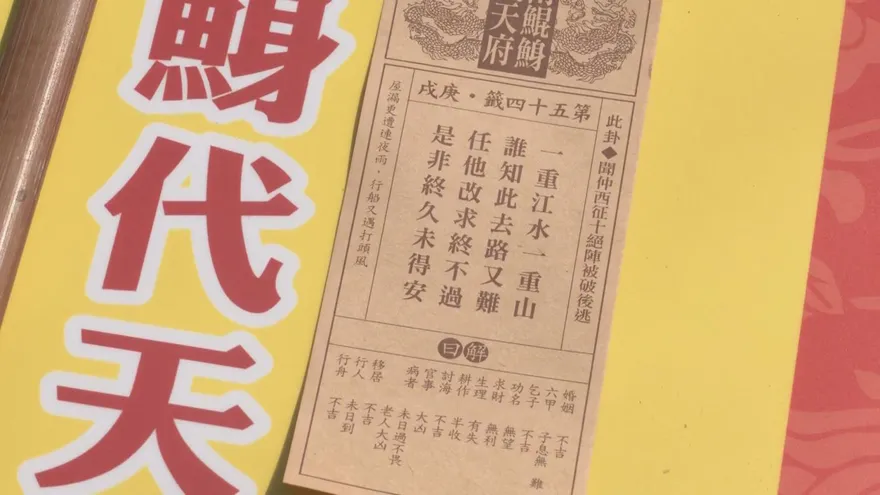 鯓代天
鯤鯓
天府
第五十四籤・庚戌
此卦◆聞仲西征十絕陣被破後逃
一重江水一重山
誰知此去路又難
任他改求終不過
是非終久未得安
屋漏更遭連夜雨・行船又遇打頭風
解曰
婚姻 不吉
六甲 子息無難
乞子 不吉
功名 無望
求財 無利
生理 有失
耕作 半收
討海 不吉
官事 大凶
病者 未日過不畏
老人大凶
移居 不吉
行人 未日到
行舟 不吉